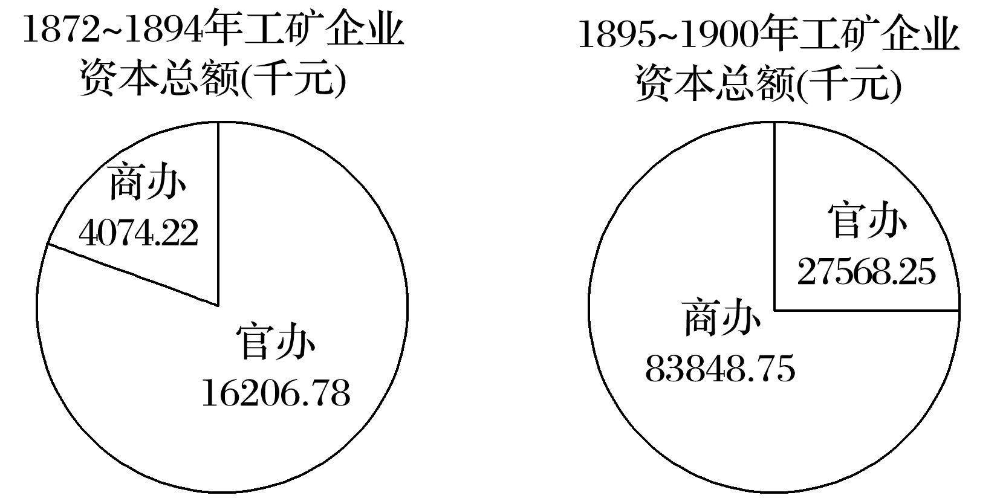 1872~1894年工矿企业
资本总额(千元)
商办
4074.22
官办
16206.78
1895~1900年工矿企业
资本总额(千元)
官办
27568.25
商办
83848.75